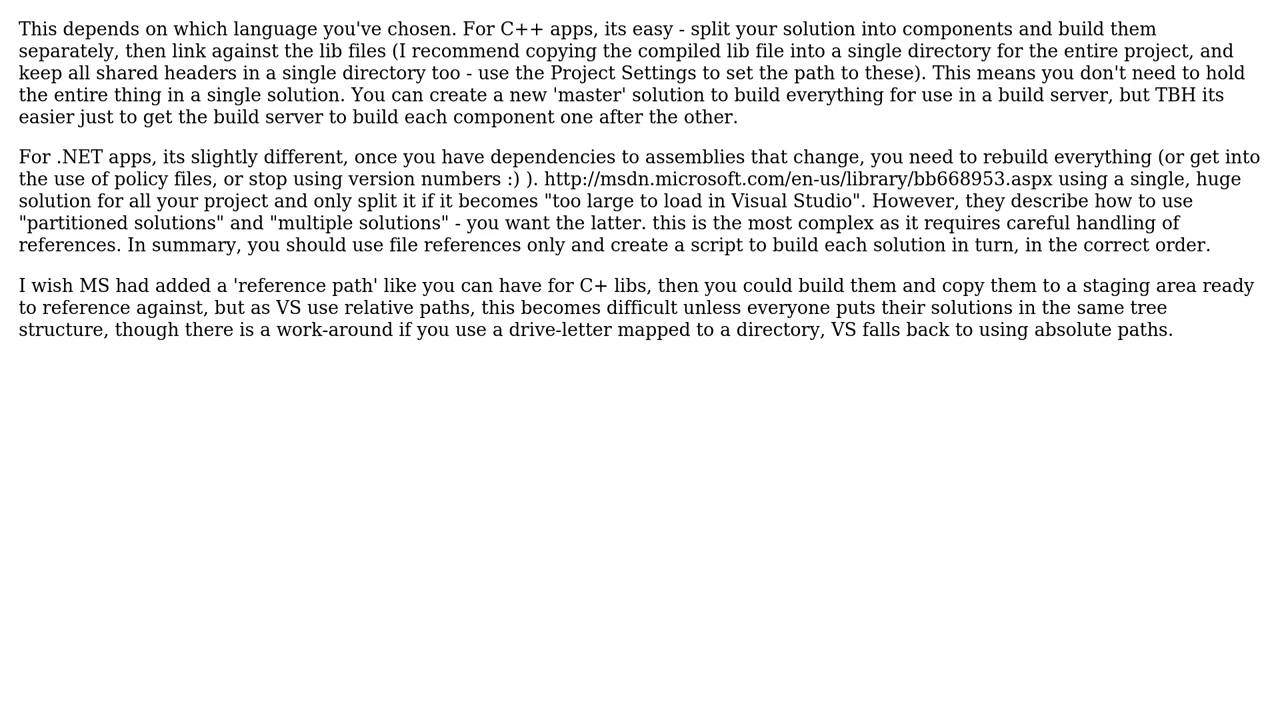 This depends on which language you've chosen. For C++ apps, its easy - split your solution into components and build them
separately, then link against the lib files (I recommend copying the compiled lib file into a single directory for the entire project, and
keep all shared headers in a single directory too - use the Project Settings to set the path to these). This means you don't need to hold
the entire thing in a single solution. You can create a new 'master' solution to build everything for use in a build server, but TBH its
easier just to get the build server to build each component one after the other.
For .NET apps, its slightly different, once you have dependencies to assemblies that change, you need to rebuild everything (or get into
the use of policy files, or stop using version numbers :) ). http://msdn.microsoft.com/en-us/library/bb668953.aspx using a single, huge
solution for all your project and only split it if it becomes "too large to load in Visual Studio". However, they describe how to use
"partitioned solutions" and "multiple solutions" - you want the latter. this is the most complex as it requires careful handling of
references. In summary, you should use file references only and create a script to build each solution in turn, in the correct order.
I wish MS had added a 'reference path' like you can have for C+ libs, then you could build them and copy them to a staging area ready
to reference against, but as VS use relative paths, this becomes difficult unless everyone puts their solutions in the same tree
structure, though there is a work-around if you use a drive-letter mapped to a directory, VS falls back to using absolute paths.